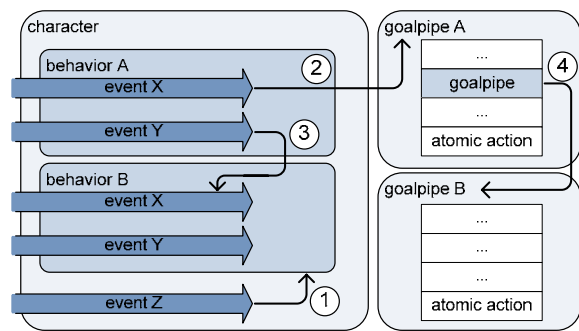 character
behavior A
event X
2
event Y
3
behavior B
event X
event Y
event Z
1
goalpipe A
...
goalpipe
4
...
atomic action
goalpipe B
...
...
...
atomic action